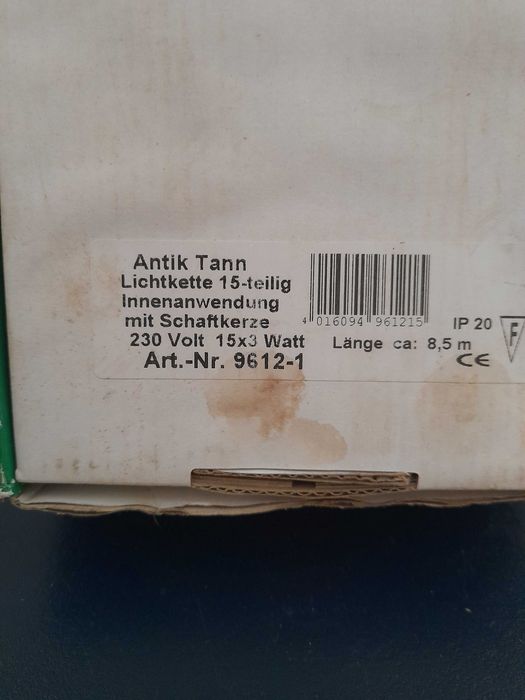 Antik Tann
Lichtkette 15-teilig
Innenanwendung
mit Schaftkerze
230 Volt 15x3 Watt
Art.-Nr. 9612-1
4 016094 961215
IP 20
F
Länge ca: 8,5 m
CE